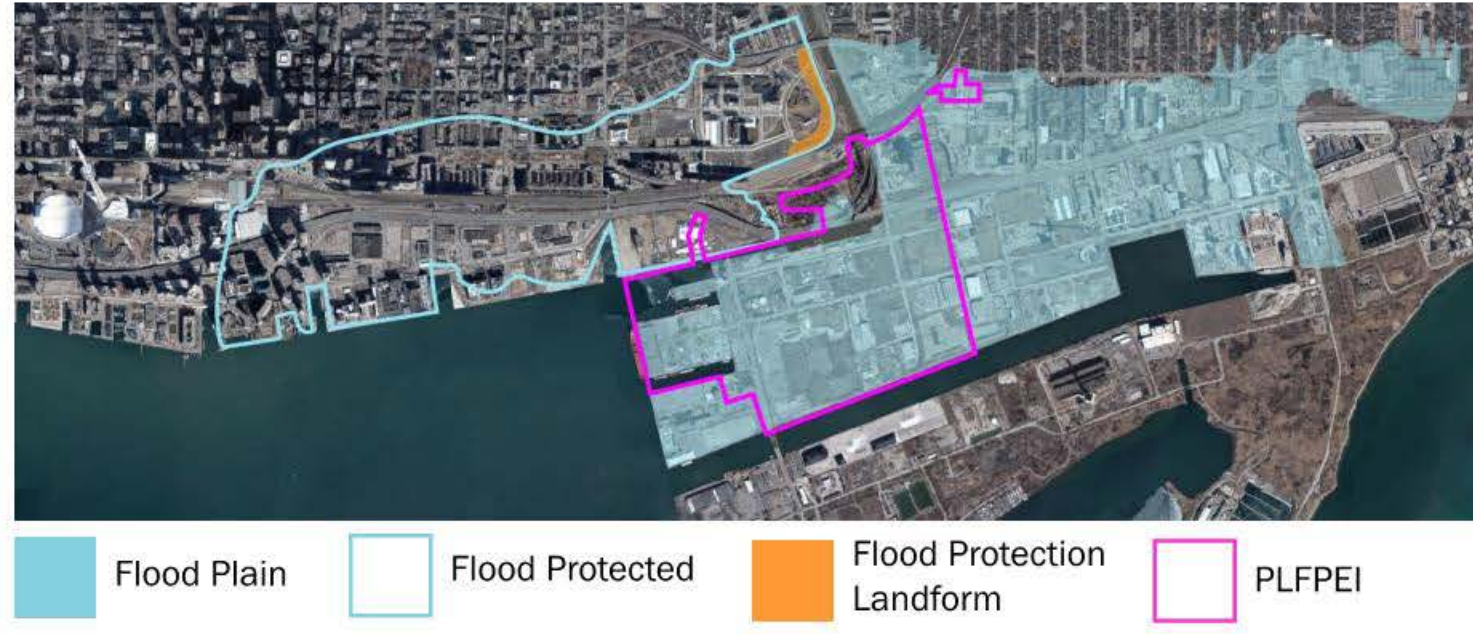 Flood Plain
Flood Protected
Flood Protection
Landform
PLFPEI